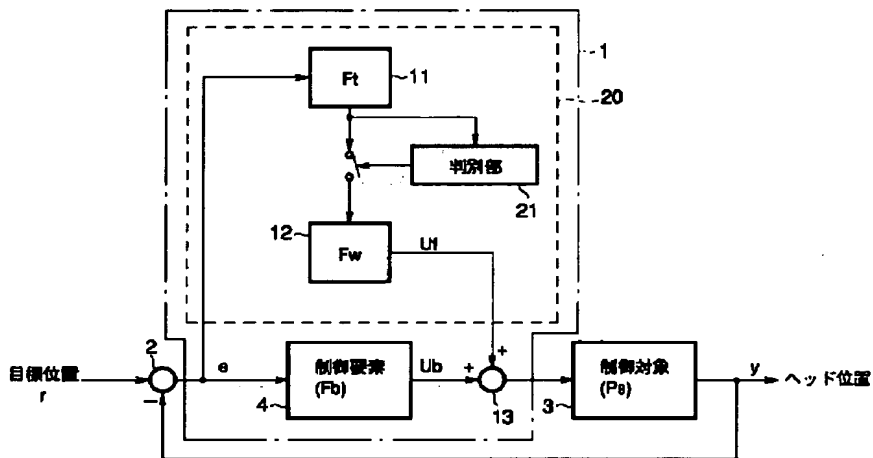 1
20
Ft
11
判別部
21
12
Fw
Uf
目標位置
r
2
−
e
制御要素
(Fb)
4
Ub
+
+
13
制御対象
(Ps)
3
y
ヘッド位置